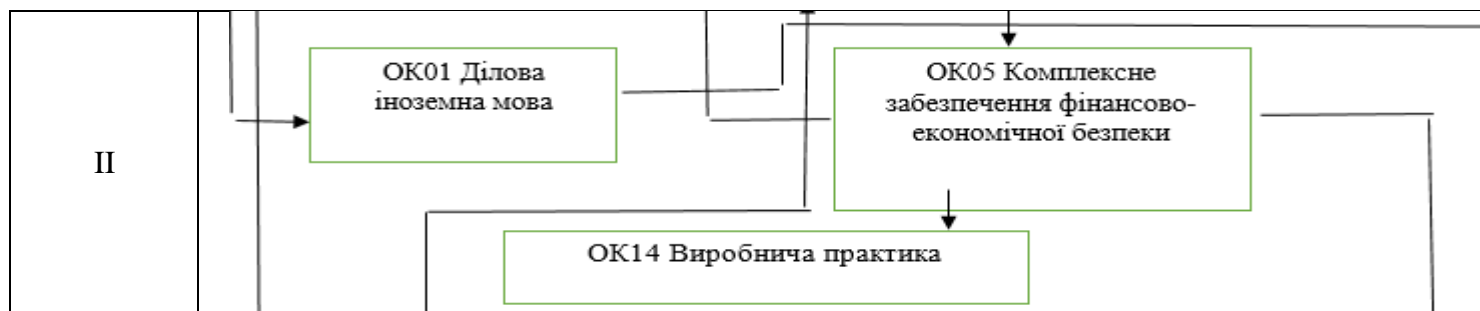 II
ОК01 Ділова
іноземна мова
ОК05 Комплексне
забезпечення фінансово-
економічної безпеки
ОК14 Виробнича практика